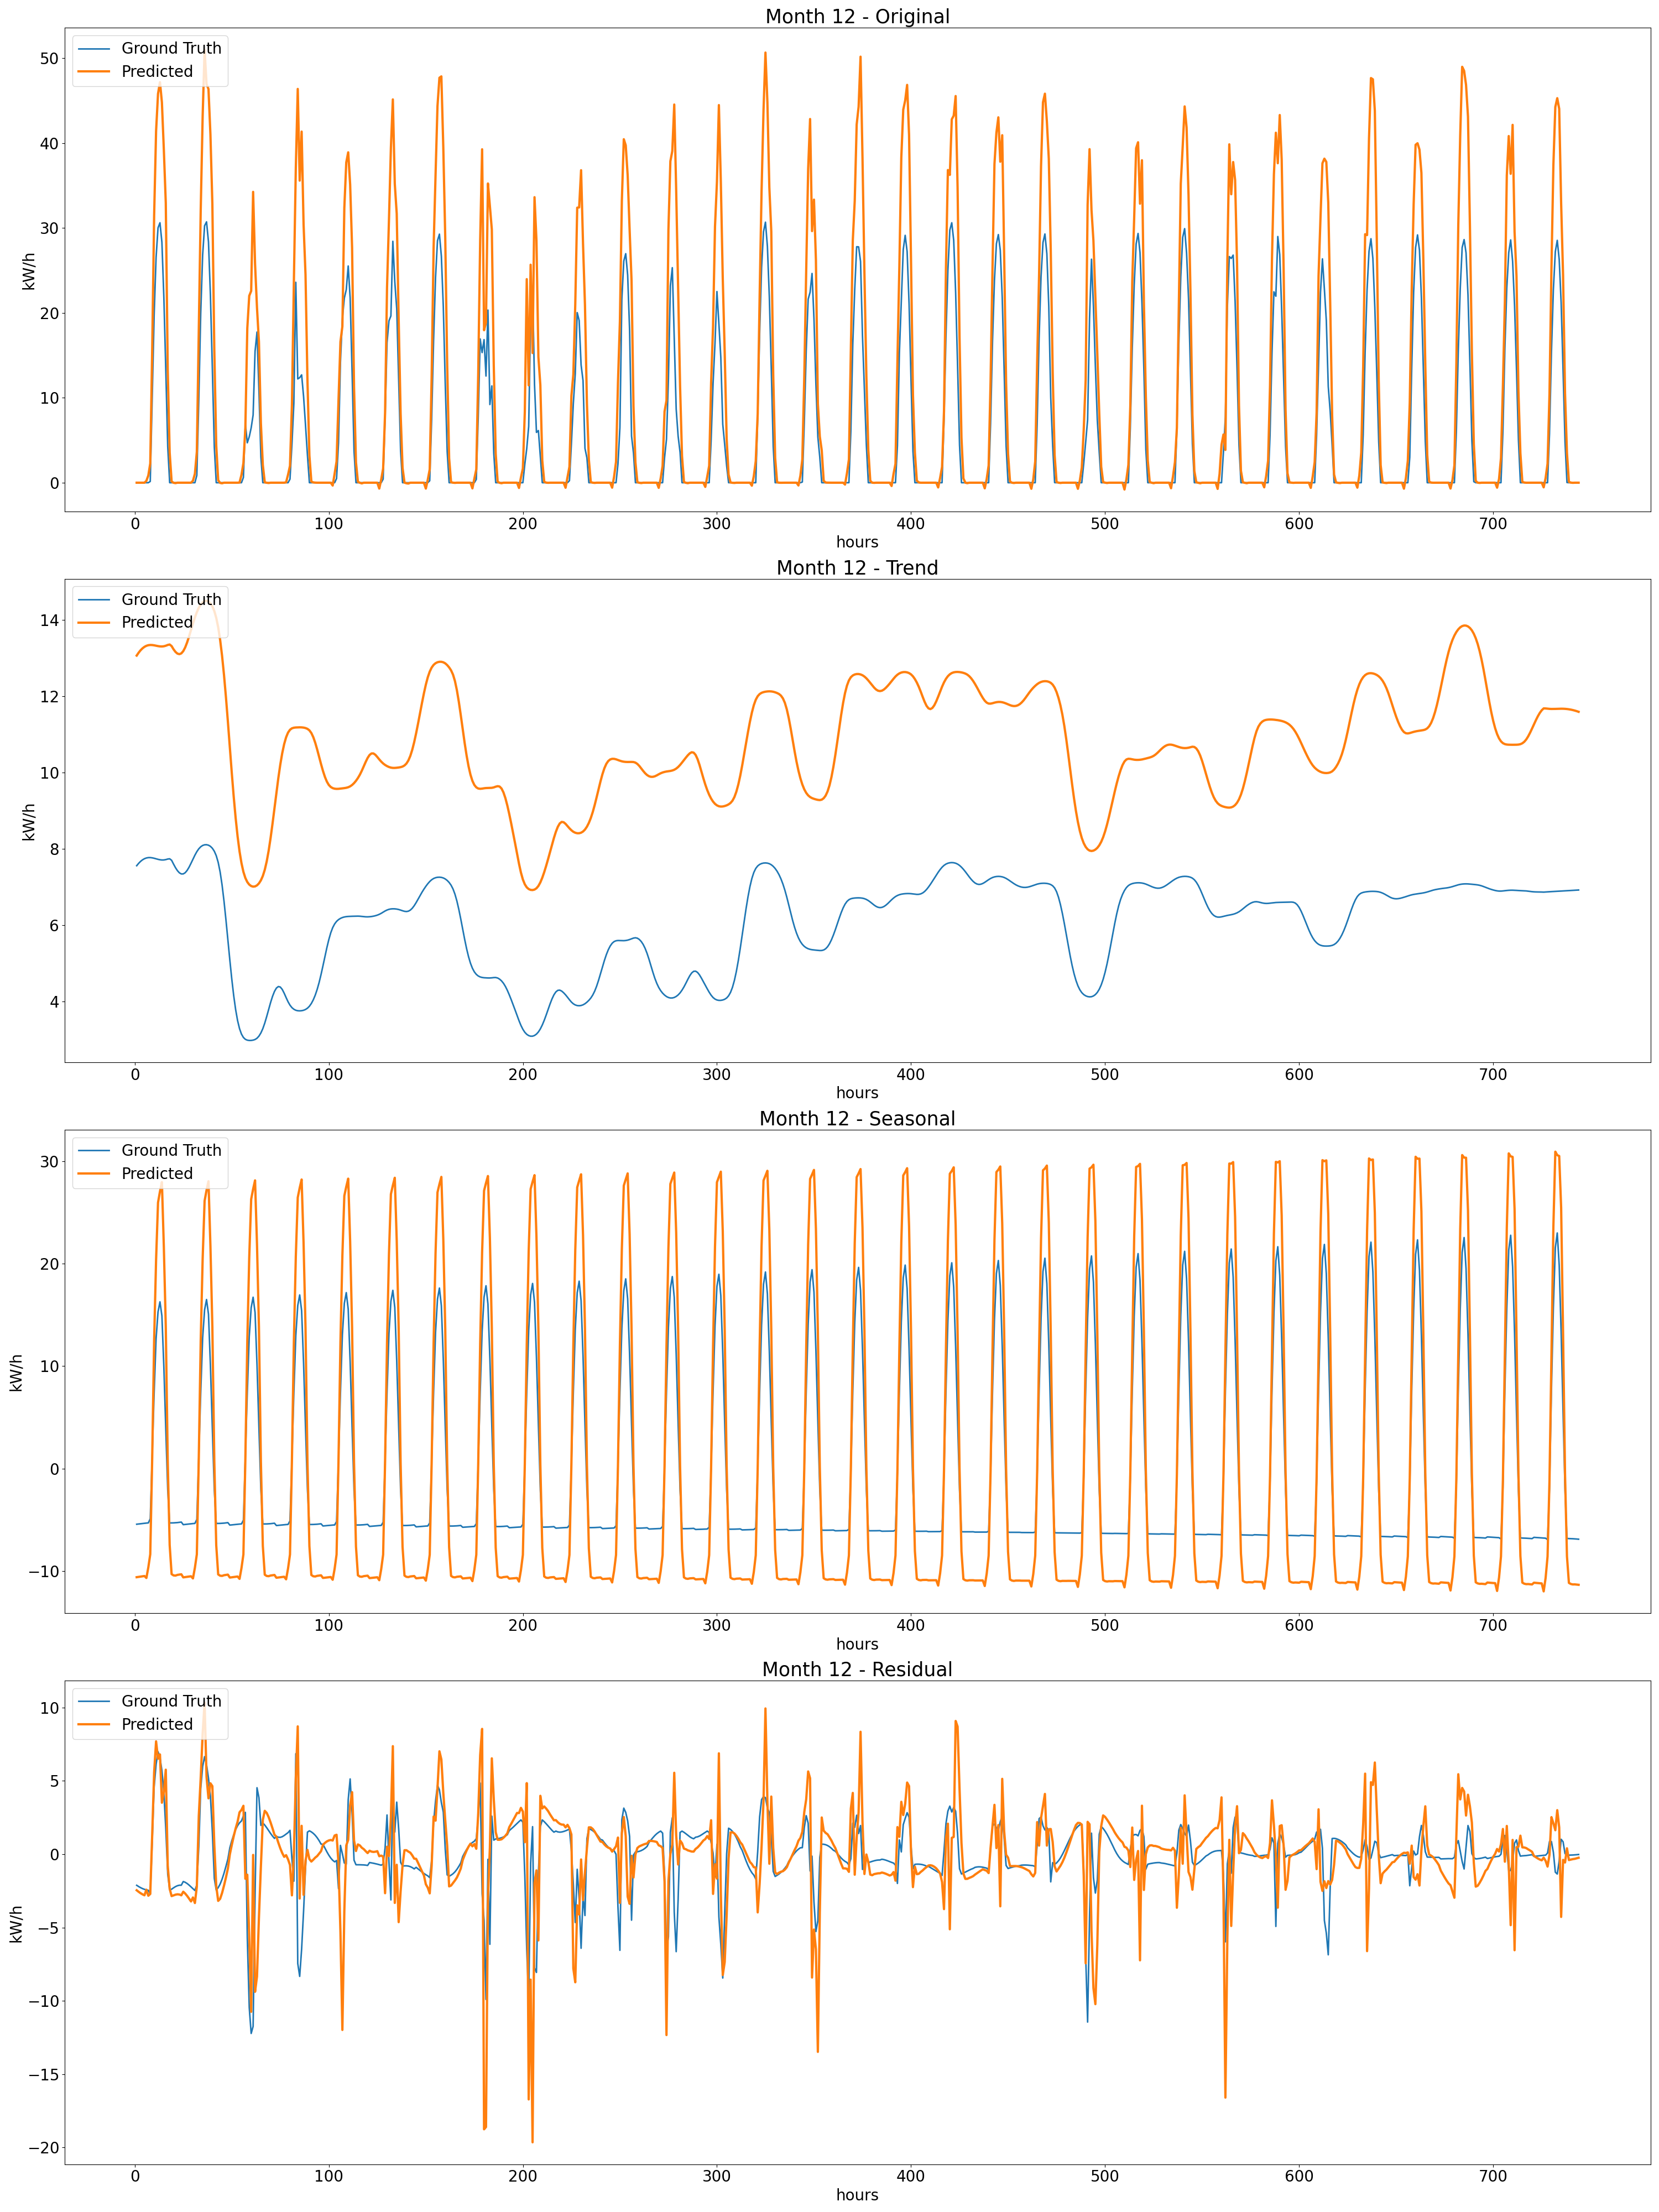 Month 12 - Original
Ground Truth
Predicted
50
40
30
20
10
0
kW/h
0 100 200 300 400 500 600 700
hours
Month 12 - Trend
Ground Truth
Predicted
14
12
10
8
6
4
kW/h
0 100 200 300 400 500 600 700
hours
Month 12 - Seasonal
Ground Truth
Predicted
30
20
10
0
−10
kW/h
0 100 200 300 400 500 600 700
hours
Month 12 - Residual
Ground Truth
Predicted
10
5
0
−5
−10
−15
−20
kW/h
0 100 200 300 400 500 600 700
hours